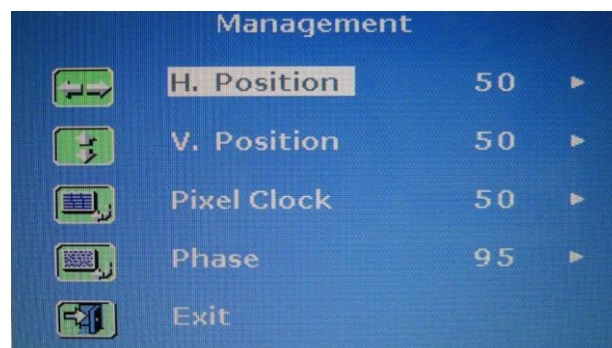 Management
H. Position 50
V. Position 50
Pixel Clock 50
Phase 95
Exit